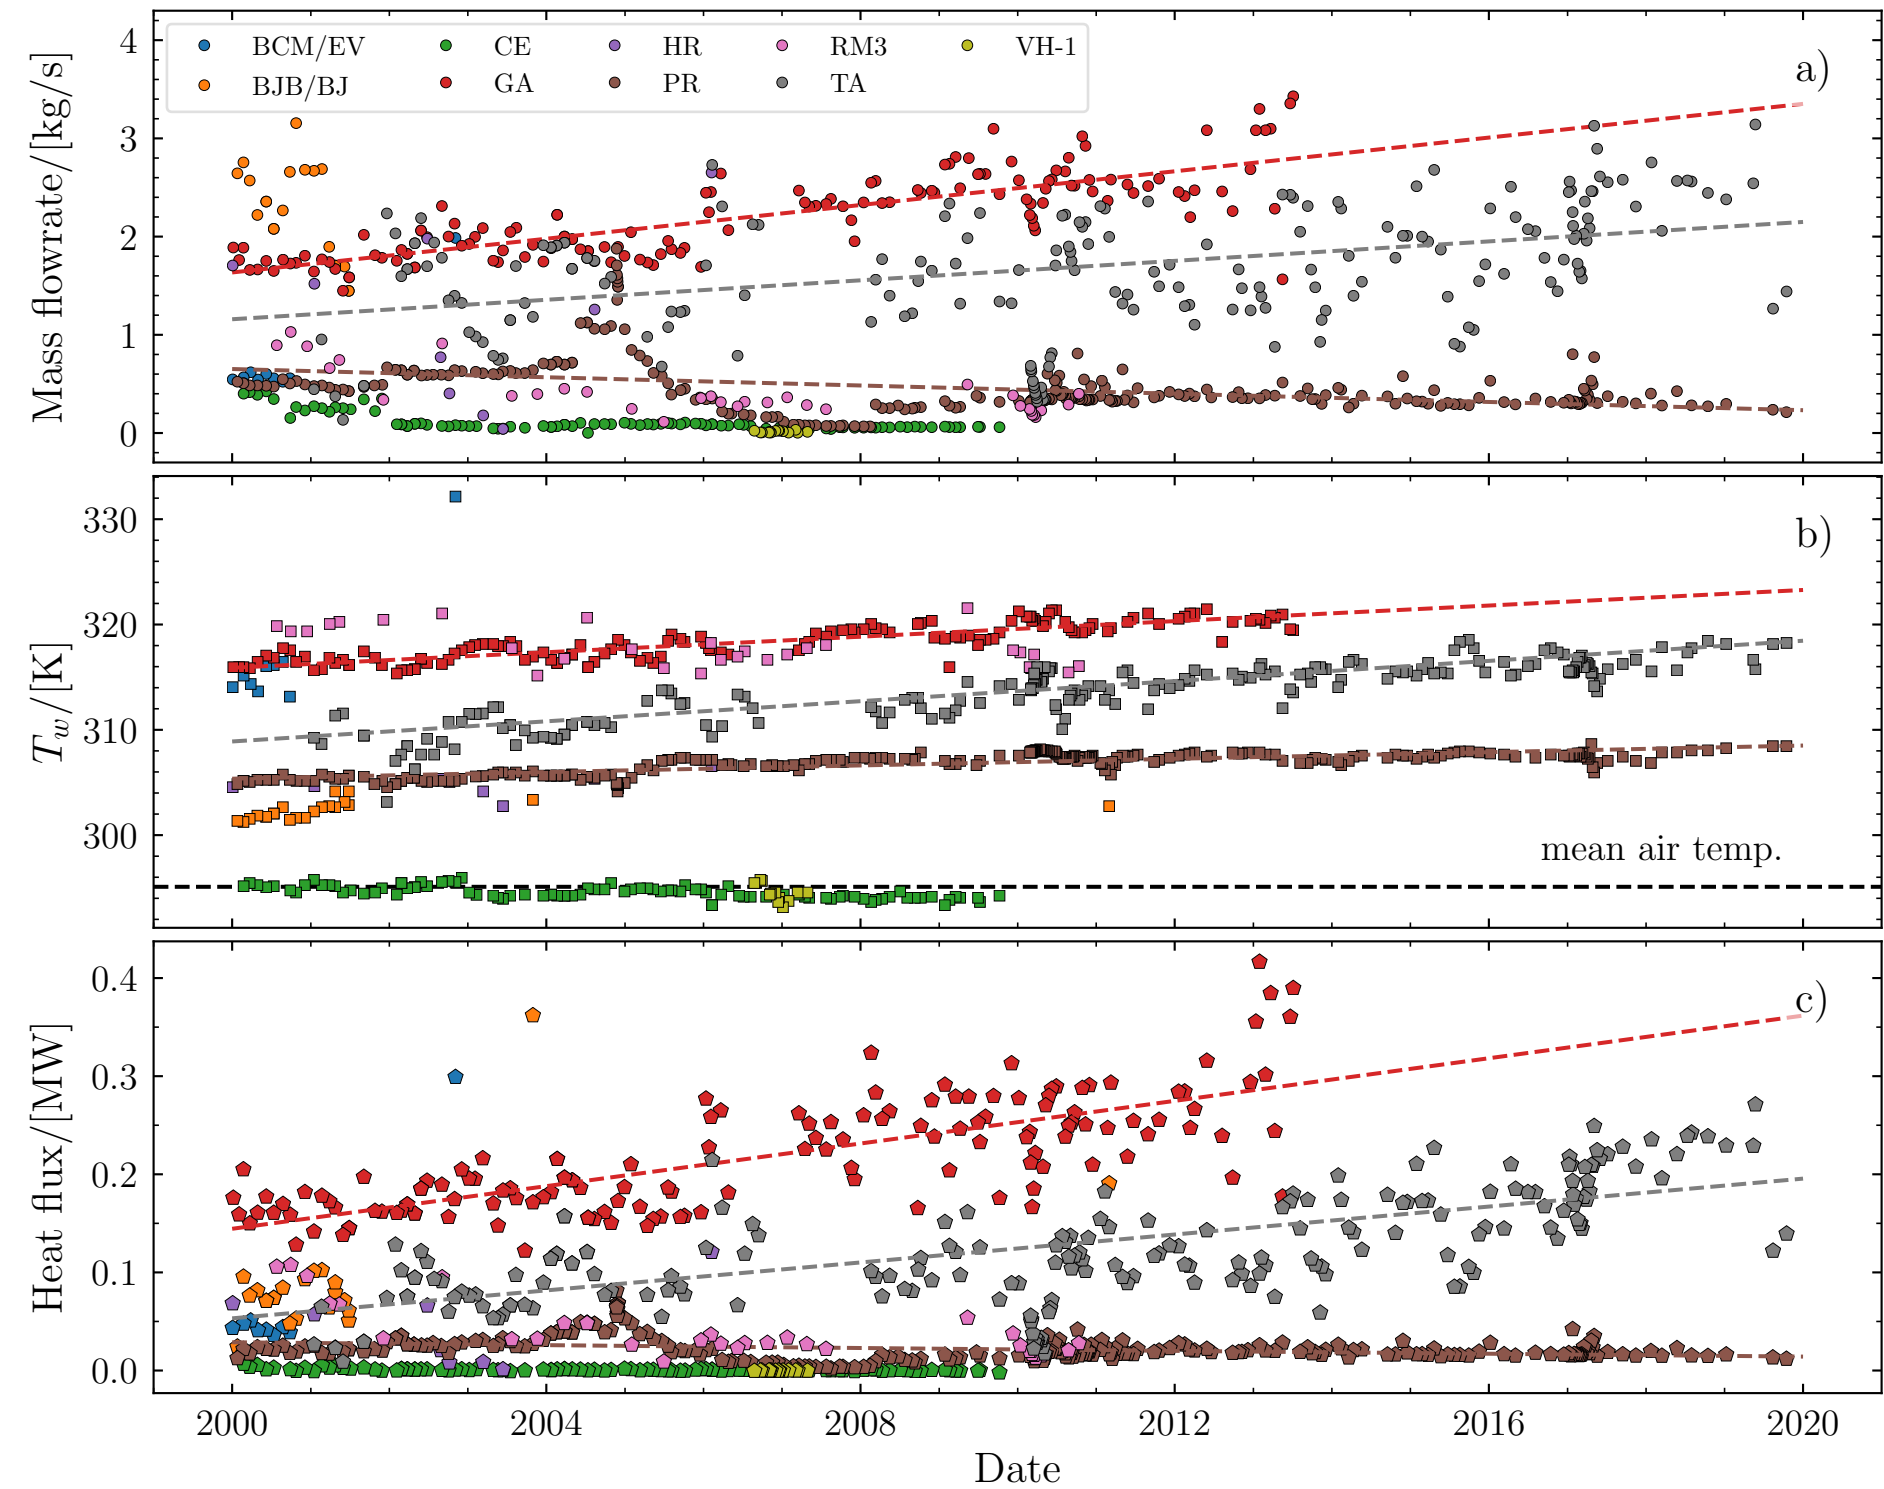 4
3
2
1
0
Mass flowrate/[kg/s]
BCM/EV CE HR RM3 VH-1
BJB/BJ GA PR TA
a)
330
320
310
300
T_w/[K]
b)
mean air temp.
0.4
0.3
0.2
0.1
0.0
Heat flux/[MW]
c)
2000 2004 2008 2012 2016 2020
Date